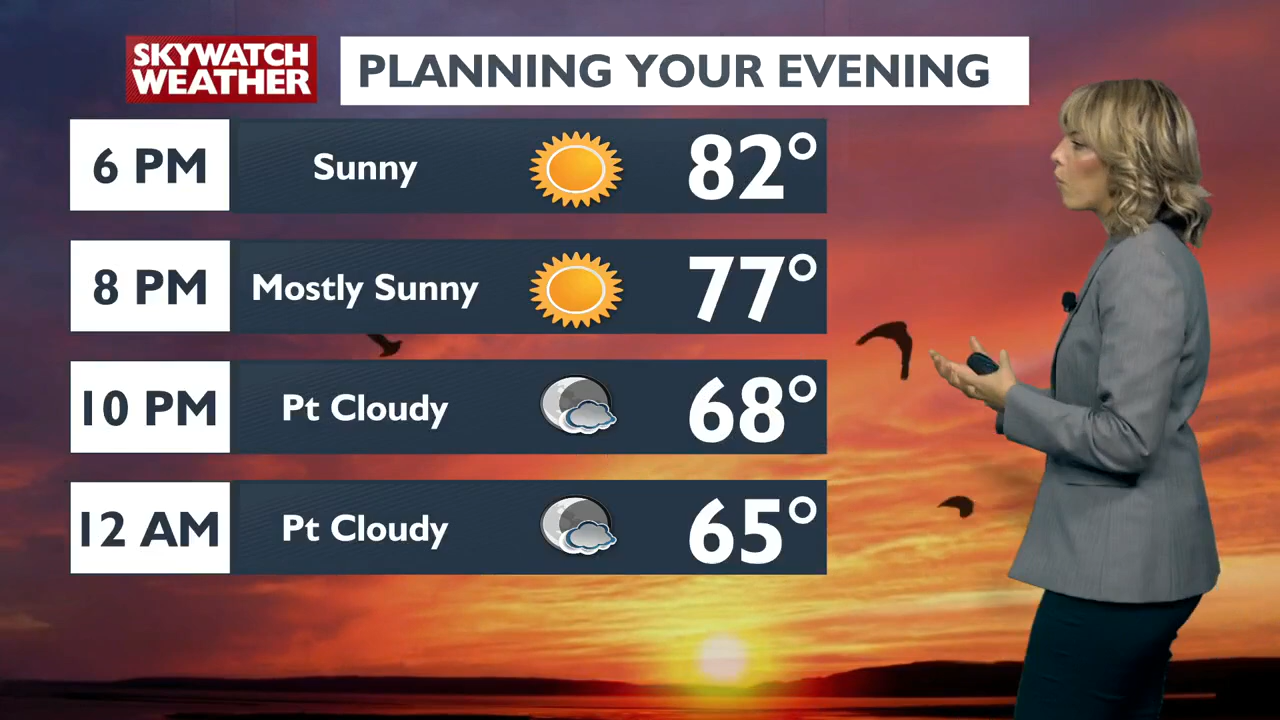 SKYWATCH
WEATHER
PLANNING YOUR EVENING
6 PM Sunny 82°
8 PM Mostly Sunny 77°
10 PM Pt Cloudy 68°
12 AM Pt Cloudy 65°